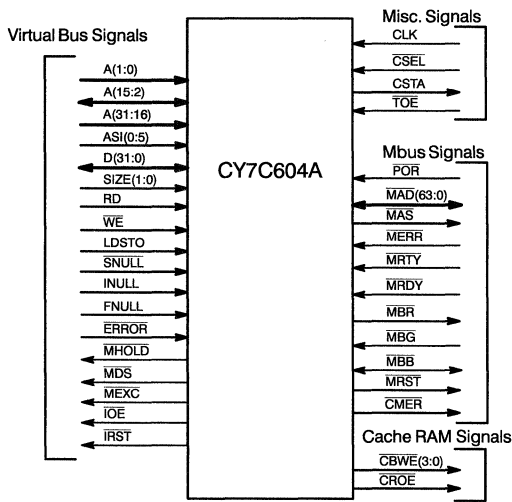 Virtual Bus Signals
A(1:0)
A(15:2)
A(31:16)
ASI(0:5)
D(31:0)
SIZE(1:0)
RD
WE
LDSTO
SNULL
INULL
FNULL
ERROR
MHOLD
MDS
MEXC
IOE
IRST
CY7C604A
Misc. Signals
CLK
CSEL
CSTA
TOE
Mbus Signals
POR
MAD(63:0)
MAS
MERR
MRTY
MRDY
MBR
MBG
MBB
MRST
CMER
Cache RAM Signals
CBWE(3:0)
CROE